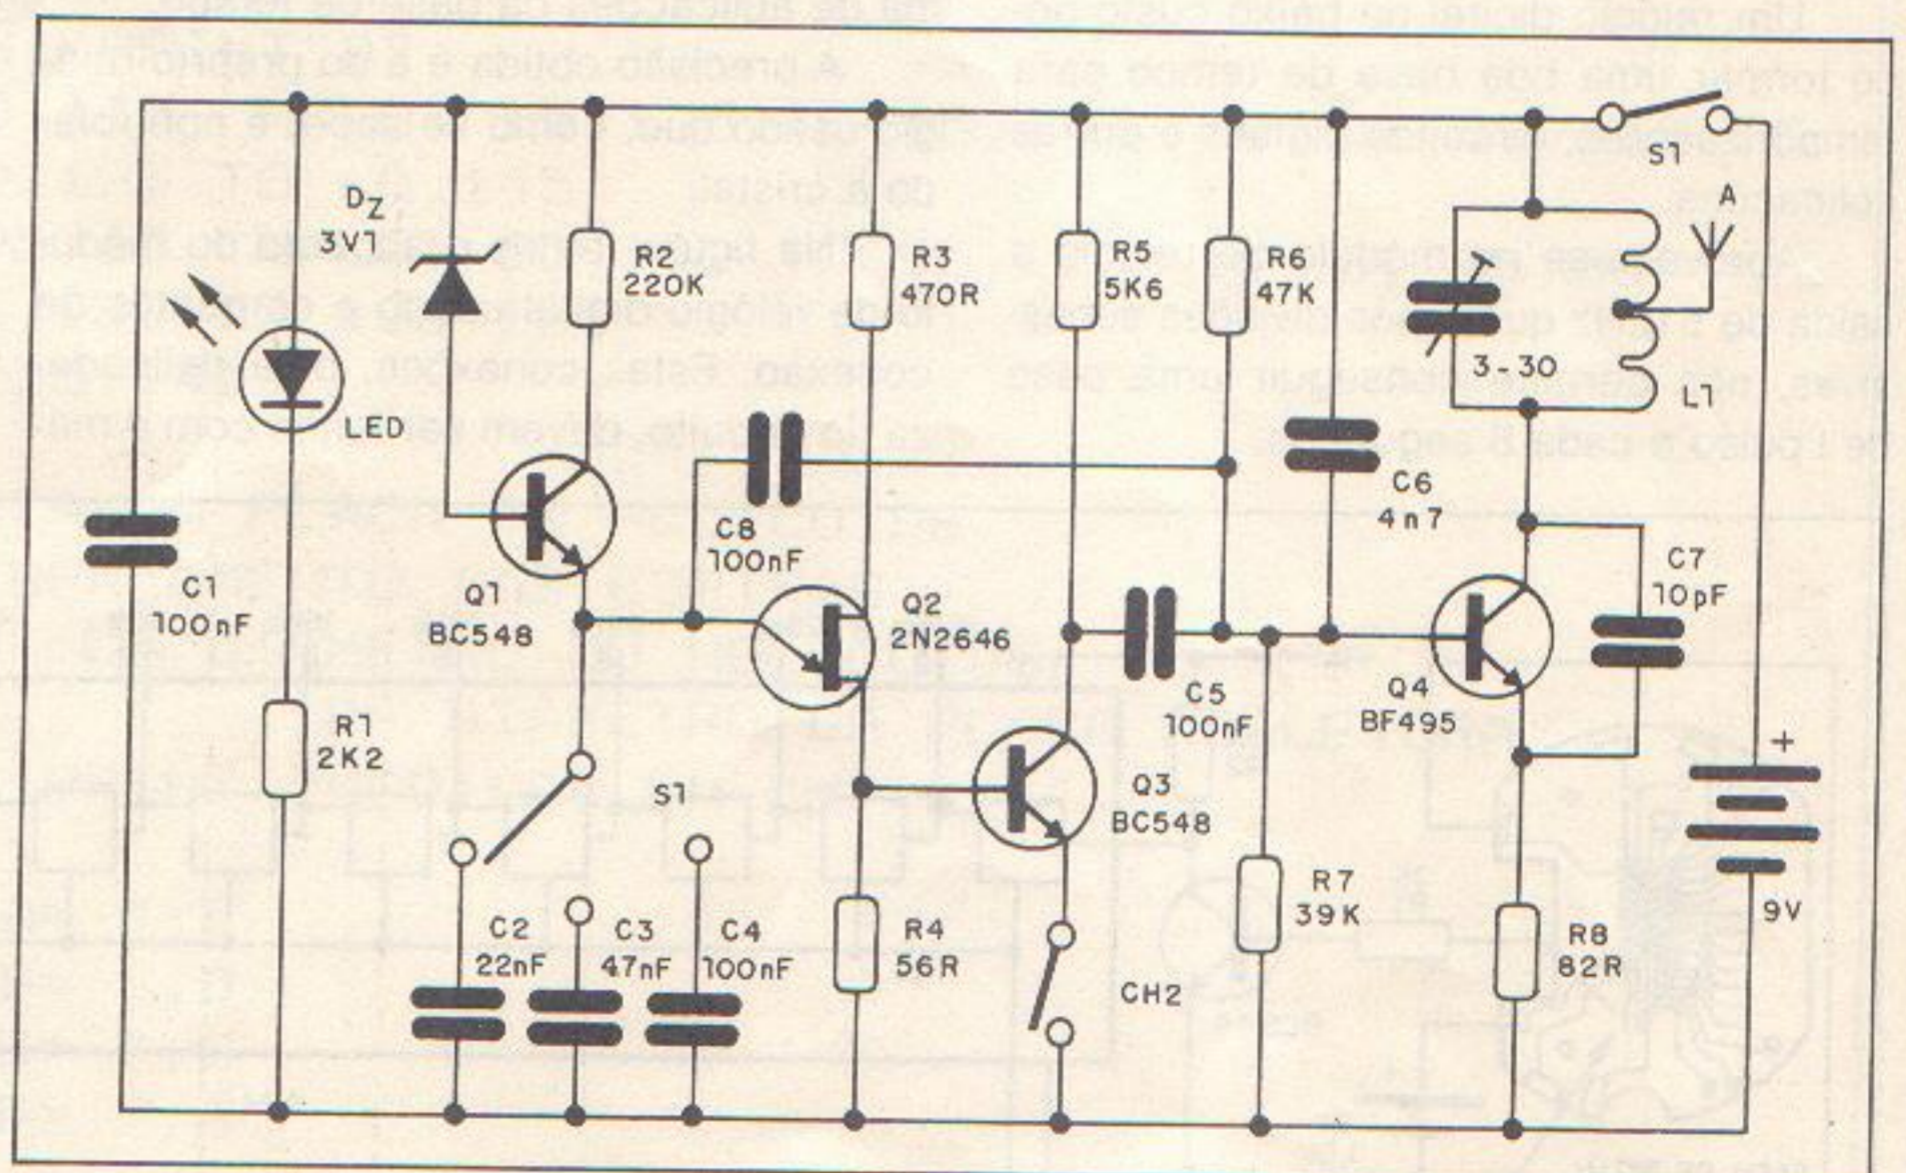 S1
A
DZ
3V1
R2
220K
R3
470R
R5
5K6
R6
47K
3-30
L1
LED
C6
4n7
C8
100nF
C7
10pF
C1
100nF
Q1
BC548
Q2
2N2646
C5
100nF
Q4
BF495
R1
2K2
S1
Q3
BC548
+
9V
R7
39K
C2
22nF
C3
47nF
C4
100nF
R4
56R
CH2
R8
82R